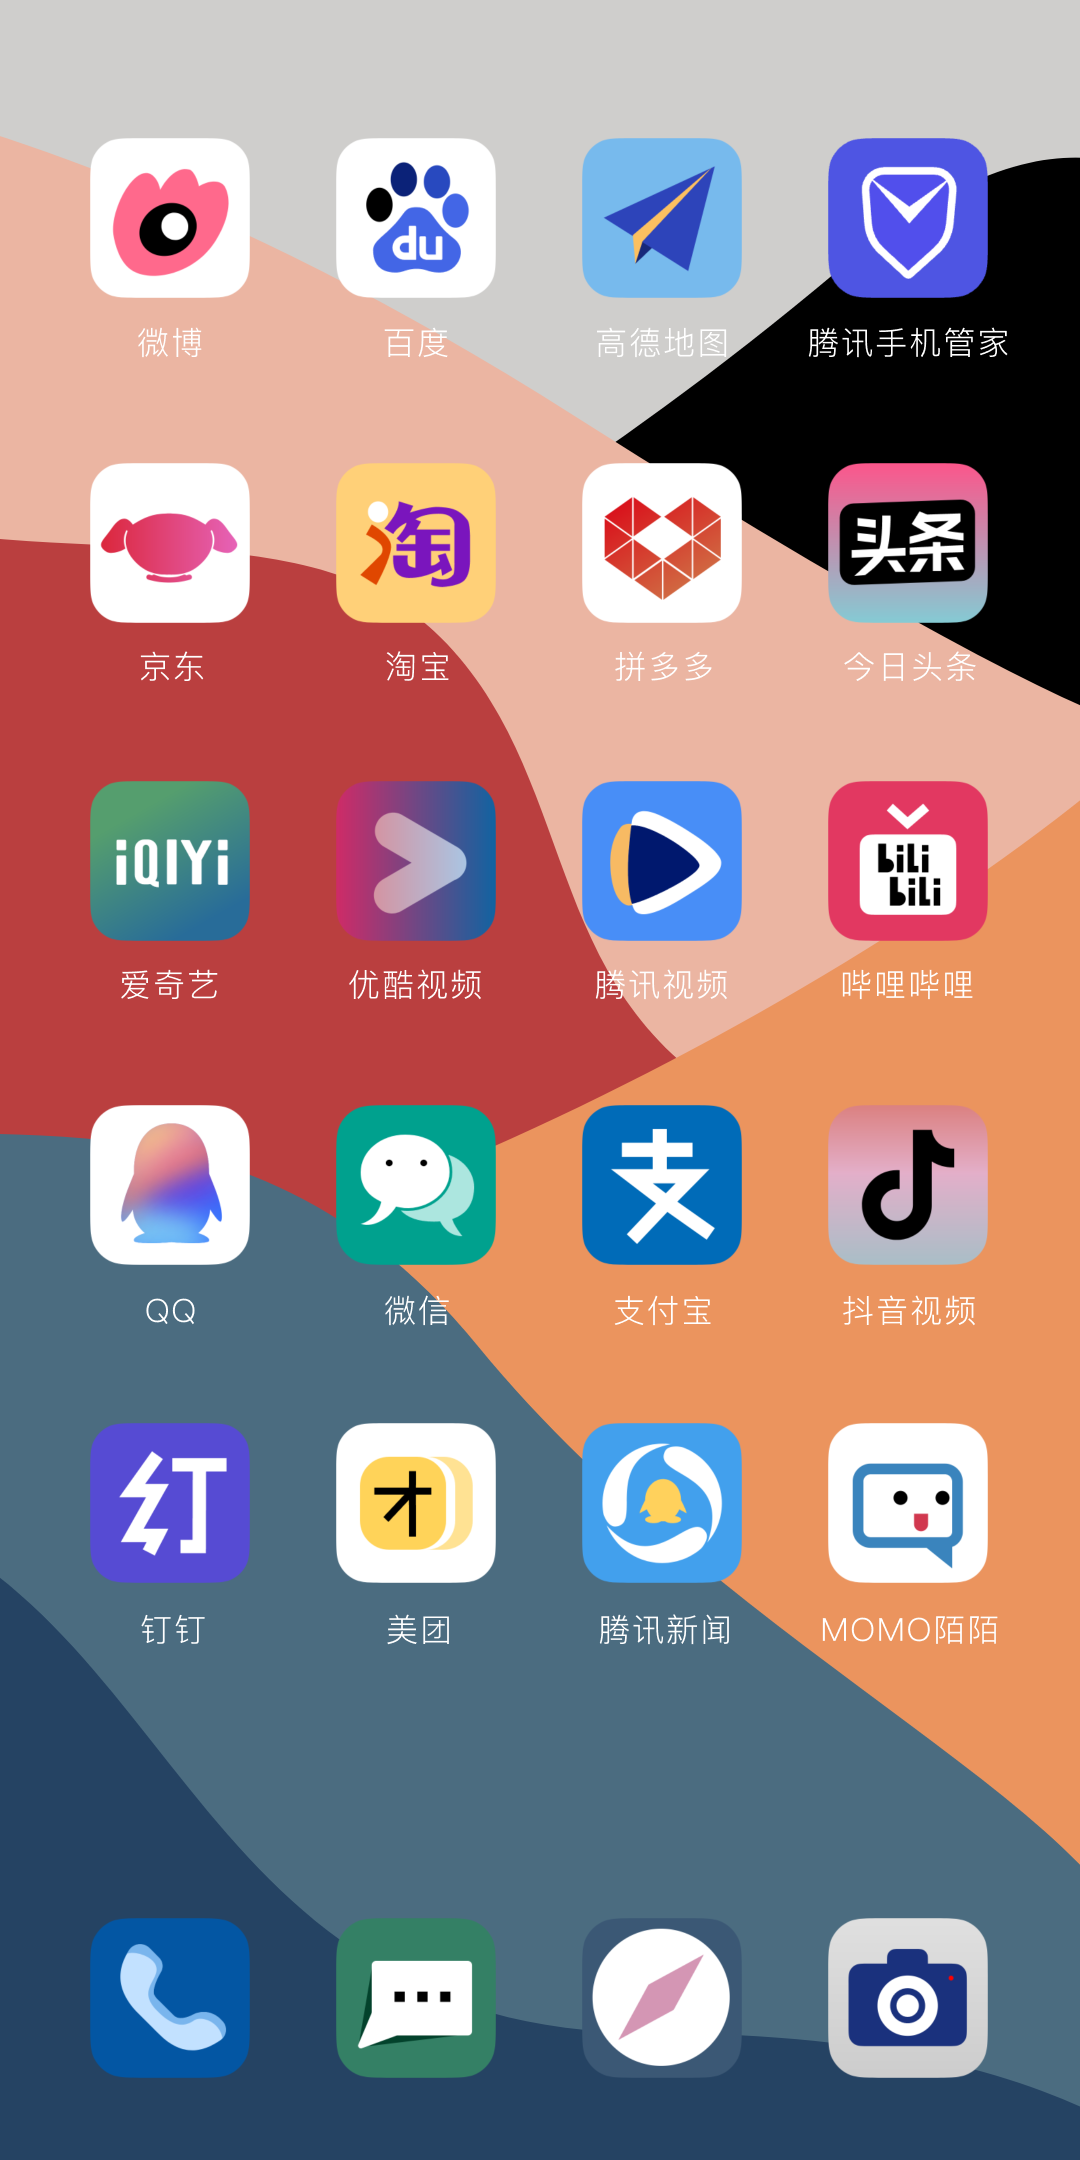 du
微博
百度
高德地图
腾讯手机管家
淘
头条
京东
淘宝
拼多多
今日头条
iQIYI
bili
bili
爱奇艺
优酷视频
腾讯视频
哔哩哔哩
支
QQ
微信
支付宝
抖音视频
钉
才
钉钉
美团
腾讯新闻
MOMO陌陌